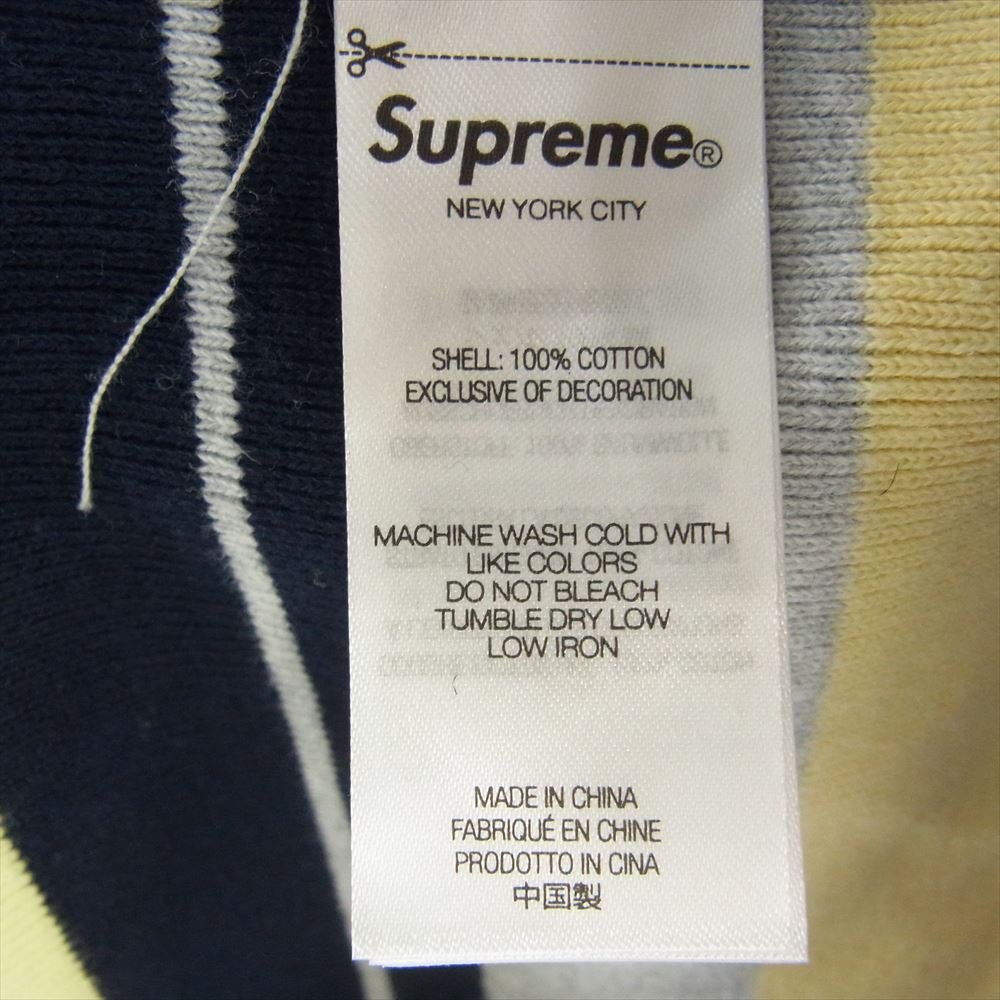 Supreme®
NEW YORK CITY
SHELL: 100% COTTON
EXCLUSIVE OF DECORATION
MACHINE WASH COLD WITH
LIKE COLORS
DO NOT BLEACH
TUMBLE DRY LOW
LOW IRON
MADE IN CHINA
FABRIQUÉ EN CHINE
PRODOTTO IN CINA
中国製